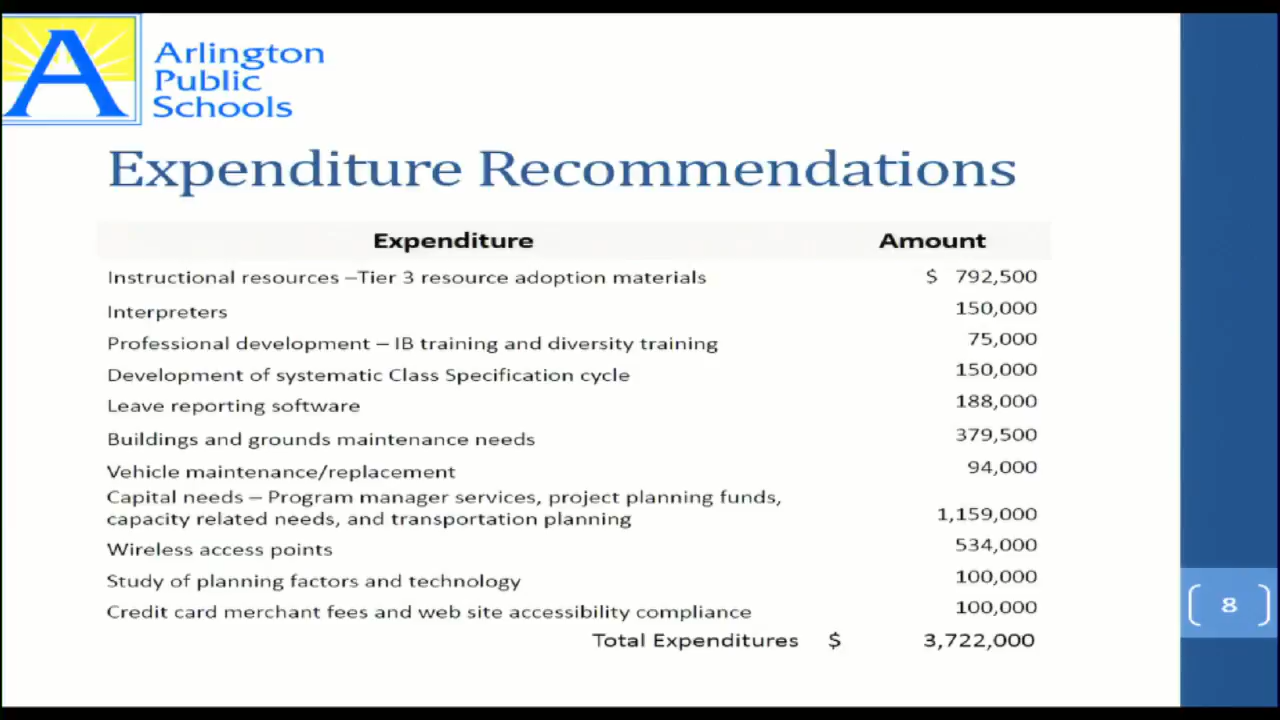 A
Arlington
Public
Schools
Expenditure Recommendations
Expenditure Amount
Instructional resources –Tier 3 resource adoption materials $ 792,500
Interpreters 150,000
Professional development – IB training and diversity training 75,000
Development of systematic Class Specification cycle 150,000
Leave reporting software 188,000
Buildings and grounds maintenance needs 379,500
Vehicle maintenance/replacement 94,000
Capital needs – Program manager services, project planning funds,
capacity related needs, and transportation planning 1,159,000
Wireless access points 534,000
Study of planning factors and technology 100,000
Credit card merchant fees and web site accessibility compliance 100,000
Total Expenditures $ 3,722,000
8